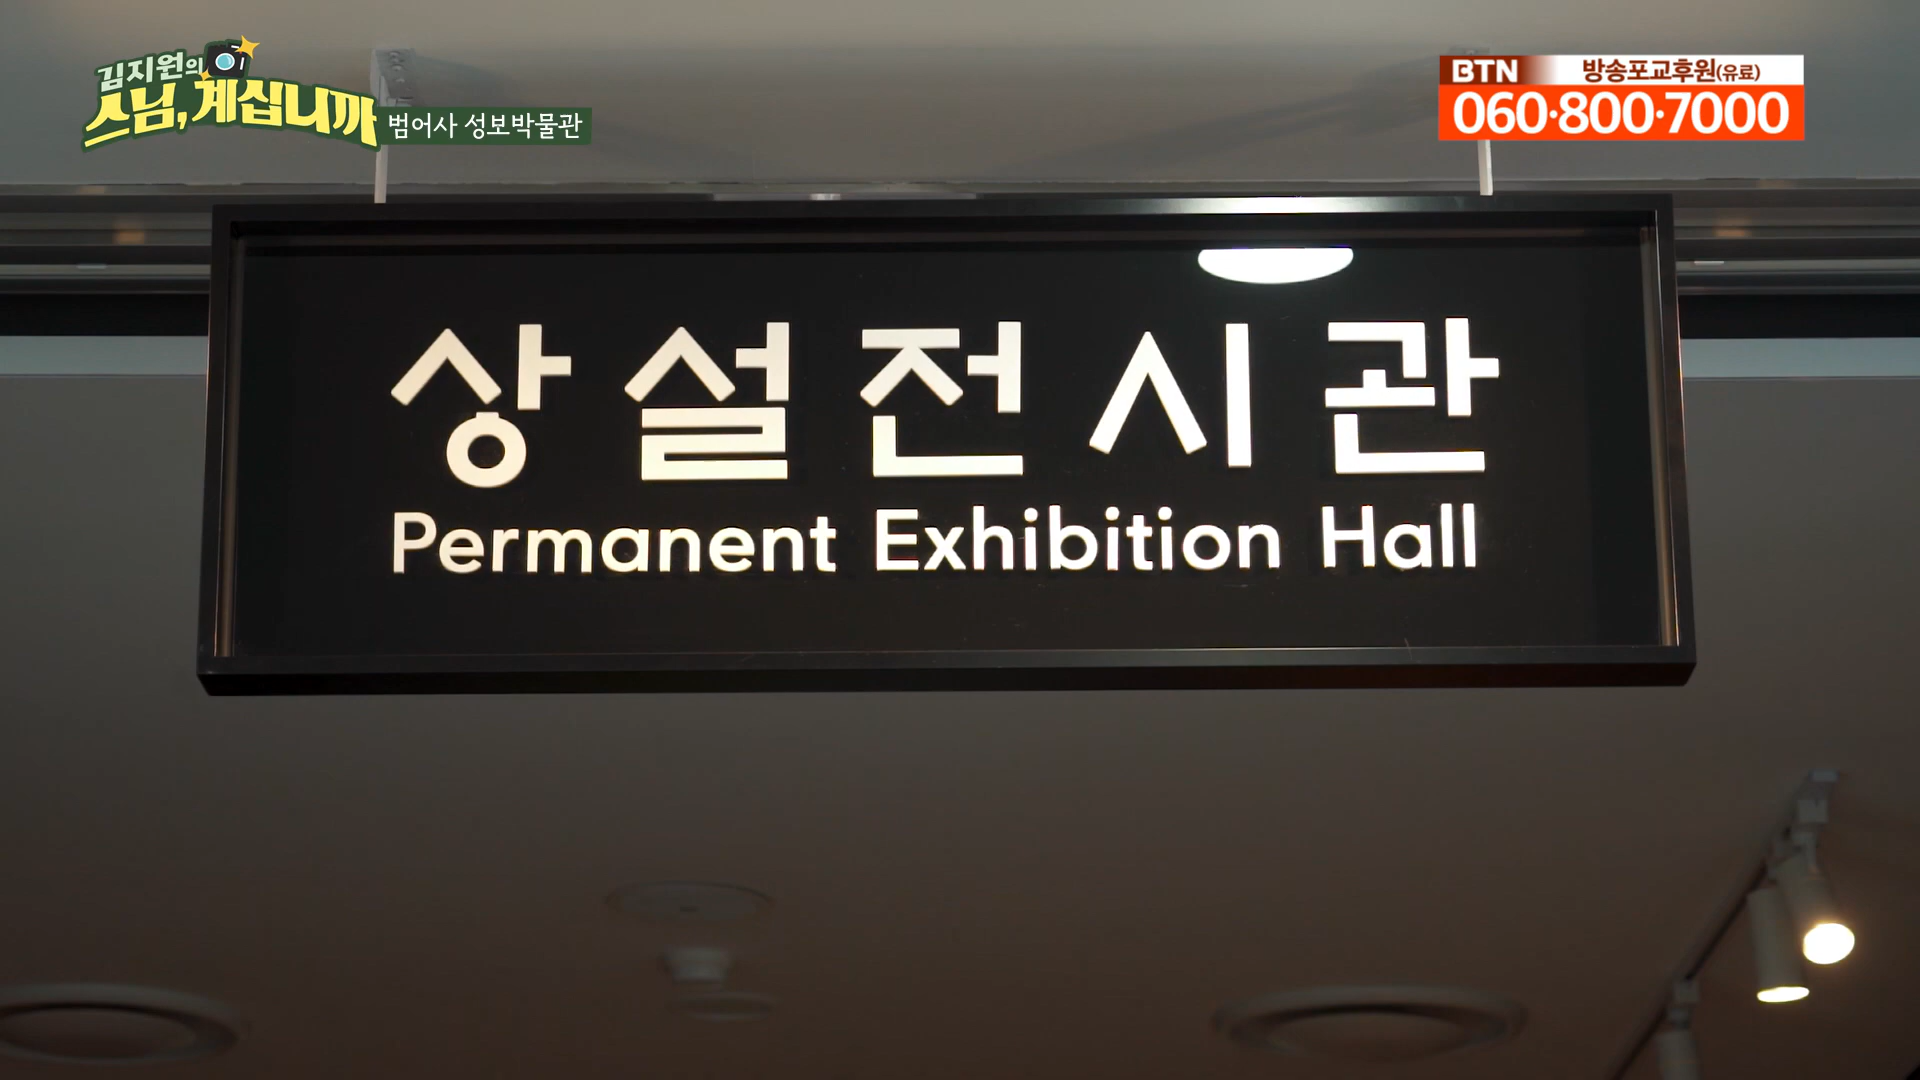 김지원의
스님, 계십니까
범어사 성보박물관
BTN 방송포교후원(유료)
060·800·7000
상설전시관
Permanent Exhibition Hall